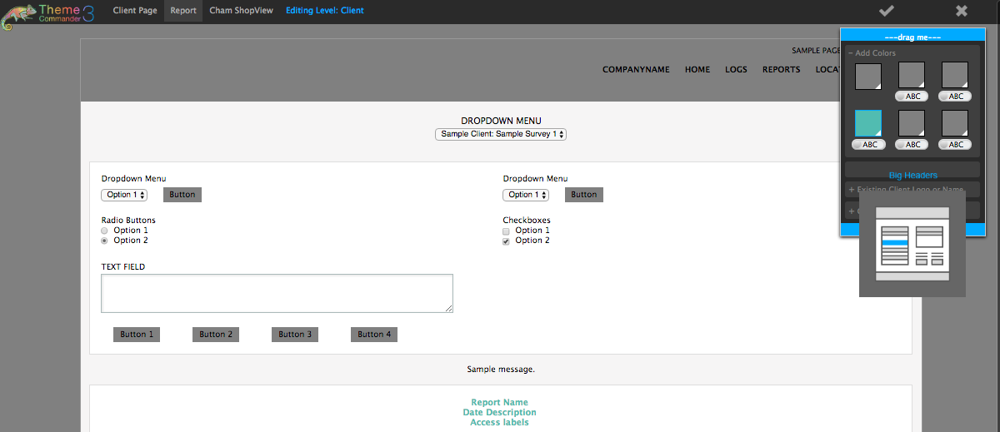 Theme Commander 3
Client Page Report Cham ShopView Editing Level: Client
---drag me---
SAMPLE PAGE
COMPANYNAME HOME LOGS REPORTS
− Add Colors
ABC ABC
ABC ABC ABC
Big Headers
+ Existing Client Logo or Name
DROPDOWN MENU
Sample Client: Sample Survey 1
Dropdown Menu
Option 1 Button
Dropdown Menu
Option 1 Button
Radio Buttons
Option 1
Option 2
Checkboxes
Option 1
Option 2
TEXT FIELD
Button 1 Button 2 Button 3 Button 4
Sample message.
Report Name
Date Description
Access labels